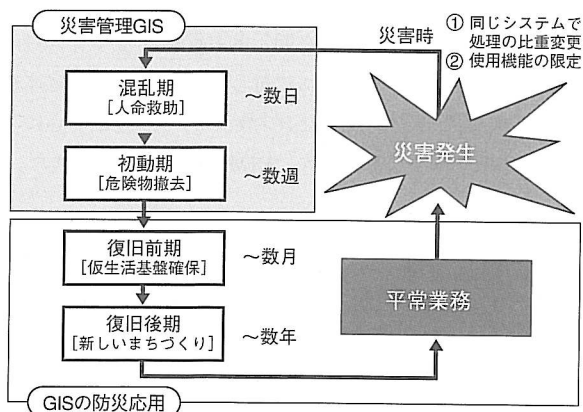 災害管理GIS
災害時
① 同じシステムで
処理の比重変更
② 使用機能の限定
混乱期
[人命救助]
~数日
災害発生
初動期
[危険物撤去]
~数週
復旧前期
[仮生活基盤確保]
~数月
平常業務
復旧後期
[新しいまちづくり]
~数年
GISの防災応用